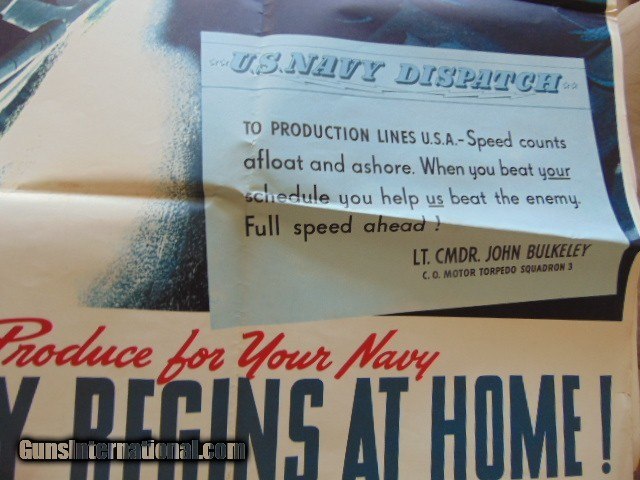 U.S. NAVY DISPATCH
TO PRODUCTION LINES U.S.A.-Speed counts
afloat and ashore. When you beat your
schedule you help us beat the enemy.
Full speed ahead!
LT. CMDR. JOHN BULKELEY
C.O. MOTOR TORPEDO SQUADRON 3
Produce for Your Navy
Y BEGINS AT HOME!
GunsInternational.com